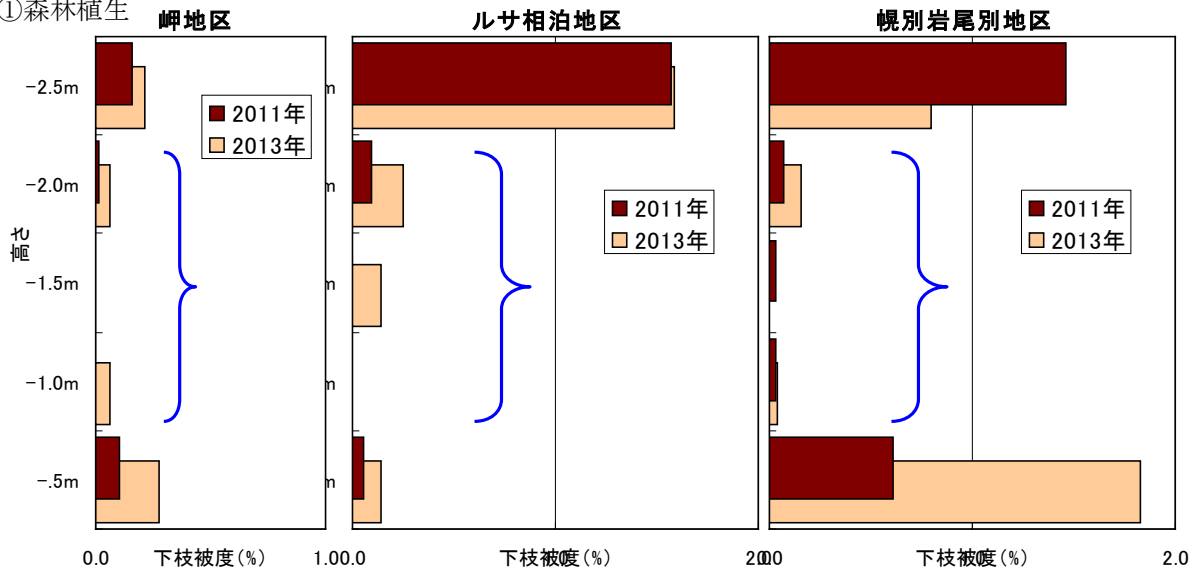 ①森林植生
岬地区
ルサ相泊地区
幌別岩尾別地区
高さ
-2.5m
-2.0m
-1.5m
-1.0m
-.5m
2011年
2013年
m
m
m
m
2011年
2013年
2011年
2013年
0.0
下枝被度(%)
1.0
0.0
下枝被度(%)
2.0
0.0
下枝被度(%)
2.0